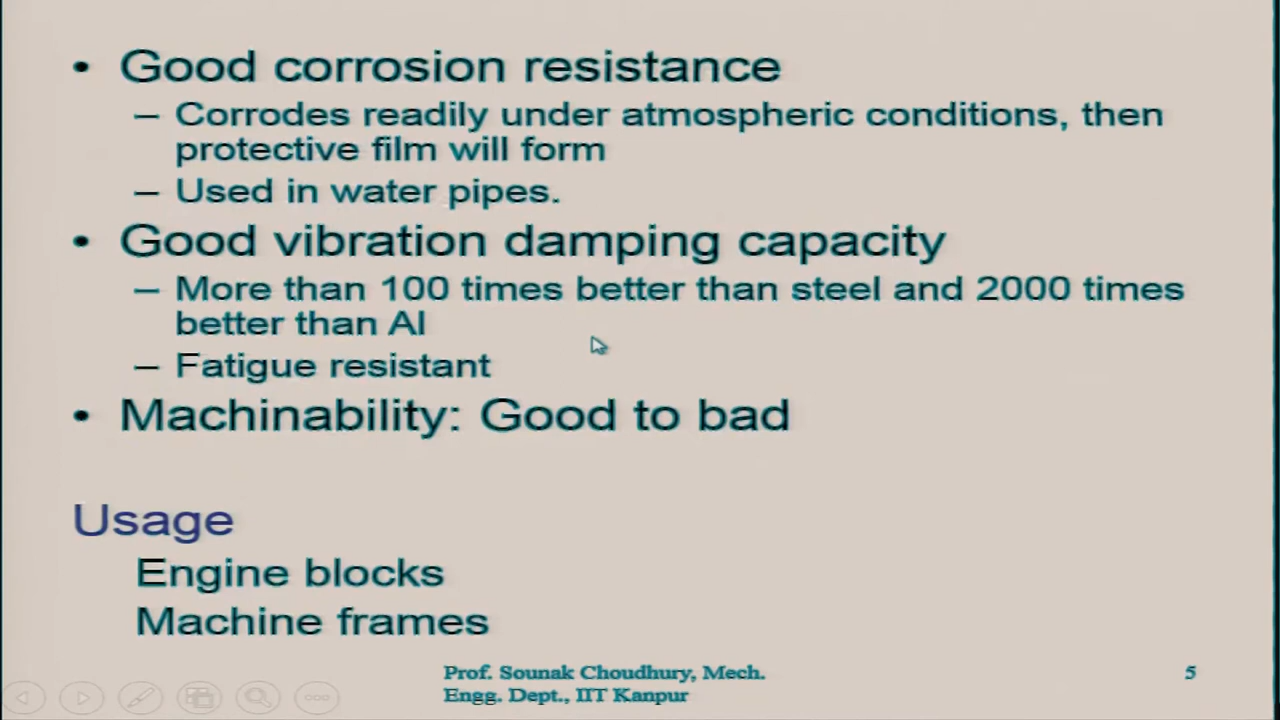 • Good corrosion resistance
– Corrodes readily under atmospheric conditions, then
protective film will form
– Used in water pipes.
• Good vibration damping capacity
– More than 100 times better than steel and 2000 times
better than Al
– Fatigue resistant
• Machinability: Good to bad
Usage
Engine blocks
Machine frames
Prof. Sounak Choudhury, Mech.
Engg. Dept., IIT Kanpur
5